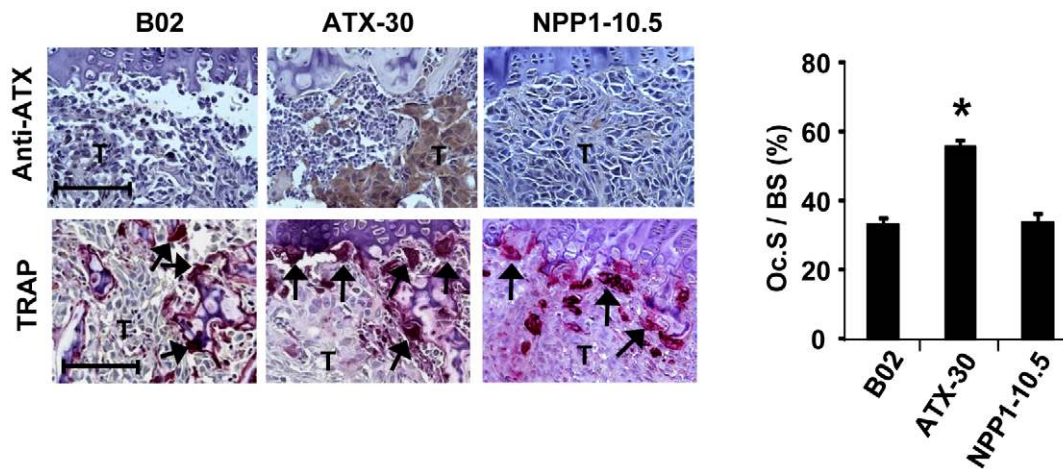 B02 ATX-30 NPP1-10.5
Anti-ATX
T T T
TRAP
T T T
Oc.S / BS (%)
80
60
40
20
0
*
B02 ATX-30 NPP1-10.5